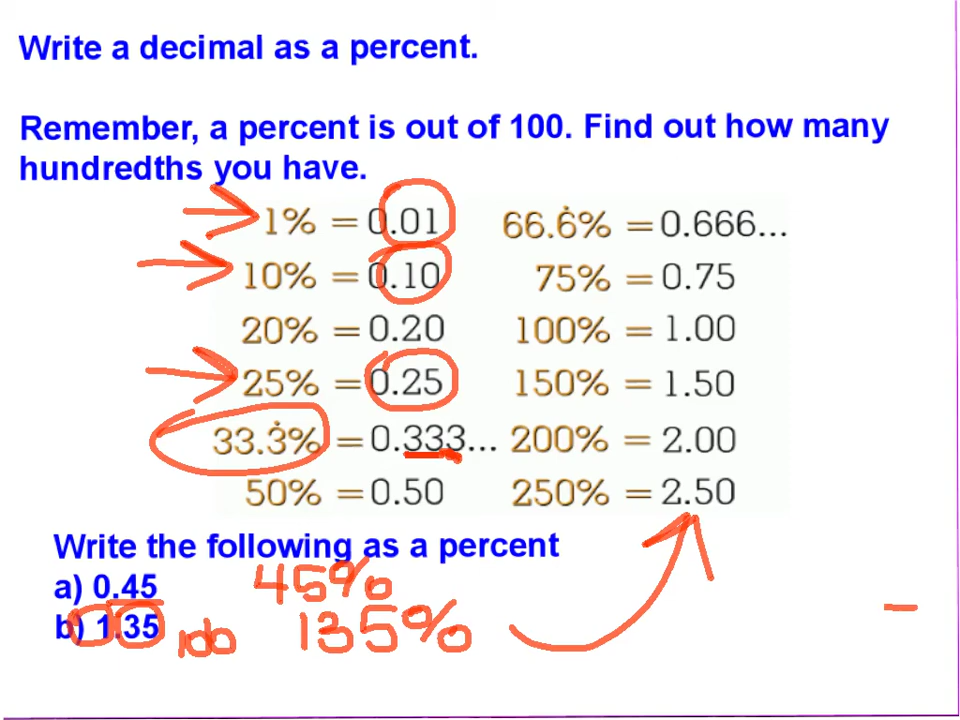 Write a decimal as a percent.
Remember, a percent is out of 100. Find out how many
hundredths you have.
1% = 0.01 66.6̇% = 0.666...
10% = 0.10 75% = 0.75
20% = 0.20 100% = 1.00
25% = 0.25 150% = 1.50
33.3̇% = 0.333... 200% = 2.00
50% = 0.50 250% = 2.50
Write the following as a percent
a) 0.45 45%
b) 1.35 100 135%